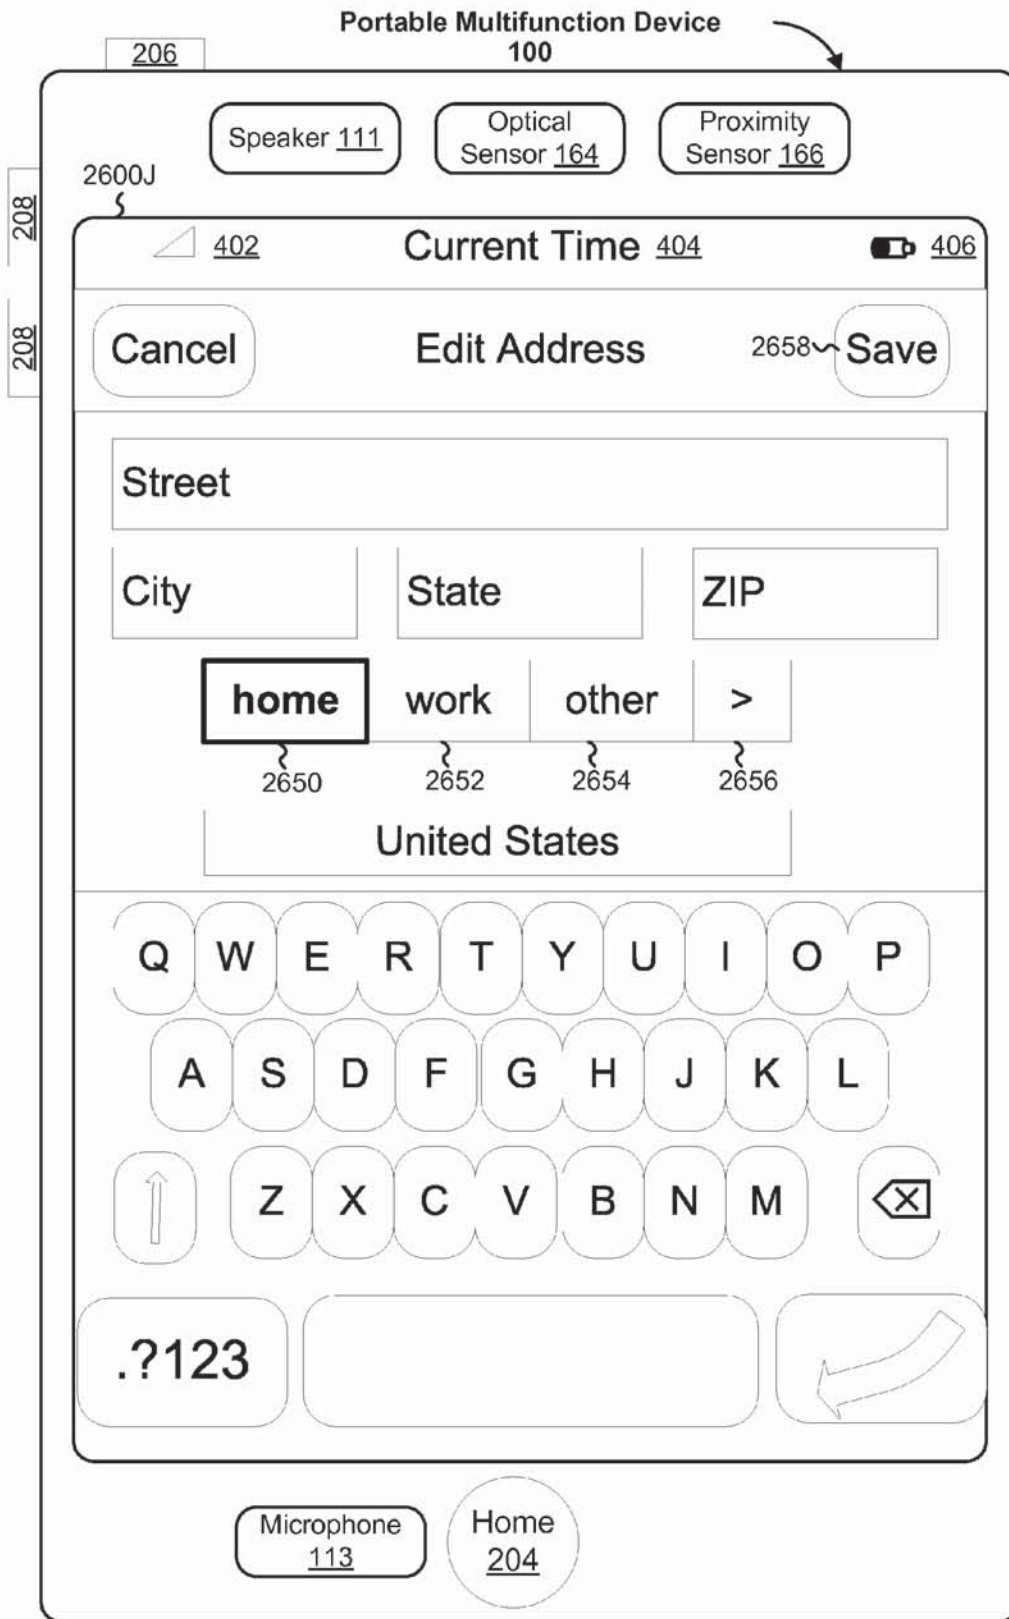 Portable Multifunction Device
100
206
Speaker 111
Optical
Sensor 164
Proximity
Sensor 166
2600J
208
402
Current Time 404
406
208
Cancel
Edit Address
2658
Save
Street
City
State
ZIP
home
work
other
>
2650
2652
2654
2656
United States
Q W E R T Y U I O P
A S D F G H J K L
Z X C V B N M
.?123
Microphone
113
Home
204